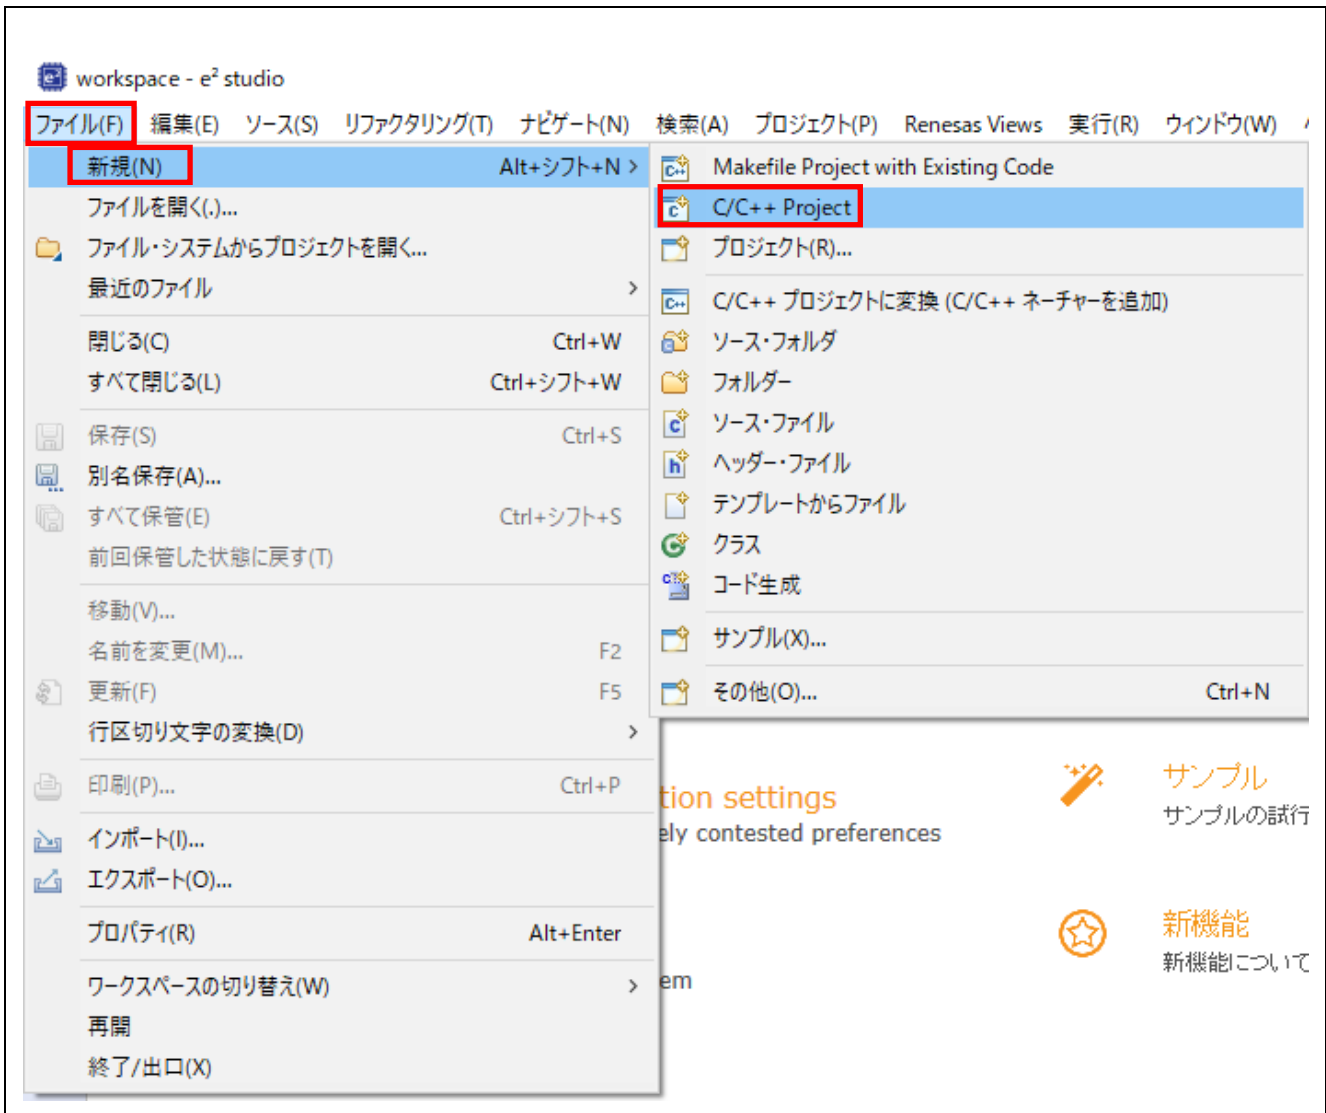 workspace - e² studio
ファイル(F) 編集(E) ソース(S) リファクタリング(T) ナビゲート(N) 検索(A) プロジェクト(P) Renesas Views 実行(R) ウィンドウ(W)
新規(N) Alt+シフト+N >
ファイルを開く(.)...
ファイル・システムからプロジェクトを開く...
最近のファイル >
閉じる(C) Ctrl+W
すべて閉じる(L) Ctrl+シフト+W
保存(S) Ctrl+S
別名保存(A)...
すべて保管(E) Ctrl+シフト+S
前回保管した状態に戻す(T)
移動(V)...
名前を変更(M)... F2
更新(F) F5
行区切り文字の変換(D) >
印刷(P)... Ctrl+P
インポート(I)...
エクスポート(O)...
プロパティ(R) Alt+Enter
ワークスペースの切り替え(W) >
再開
終了/出口(X)
Makefile Project with Existing Code
C/C++ Project
プロジェクト(R)...
C/C++ プロジェクトに変換 (C/C++ ネーチャーを追加)
ソース・フォルダ
フォルダー
ソース・ファイル
ヘッダー・ファイル
テンプレートからファイル
クラス
コード生成
サンプル(X)...
その他(O)... Ctrl+N
tion settings
ely contested preferences
em
サンプル
サンプルの試行
新機能
新機能について